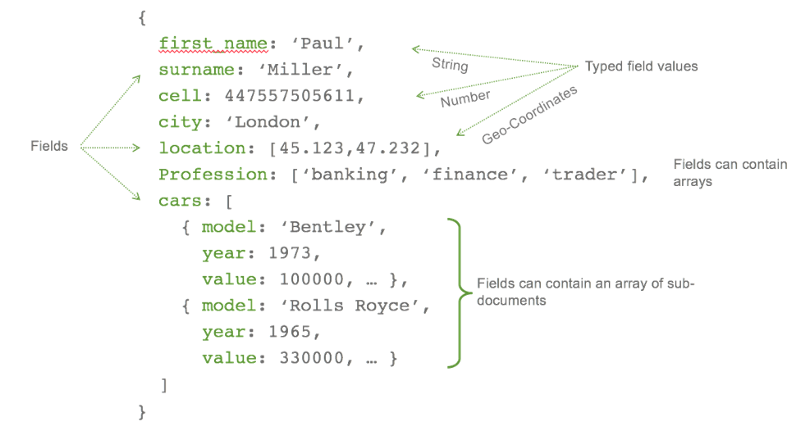 {
first_name: ‘Paul’,
surname: ‘Miller’,
cell: 447557505611,
city: ‘London’,
location: [45.123,47.232],
Profession: [‘banking’, ‘finance’, ‘trader’],
cars: [
{ model: ‘Bentley’,
year: 1973,
value: 100000, … },
{ model: ‘Rolls Royce’,
year: 1965,
value: 330000, … }
]
}
Fields
String
Number
Geo-Coordinates
Typed field values
Fields can contain
arrays
Fields can contain an array of sub-
documents